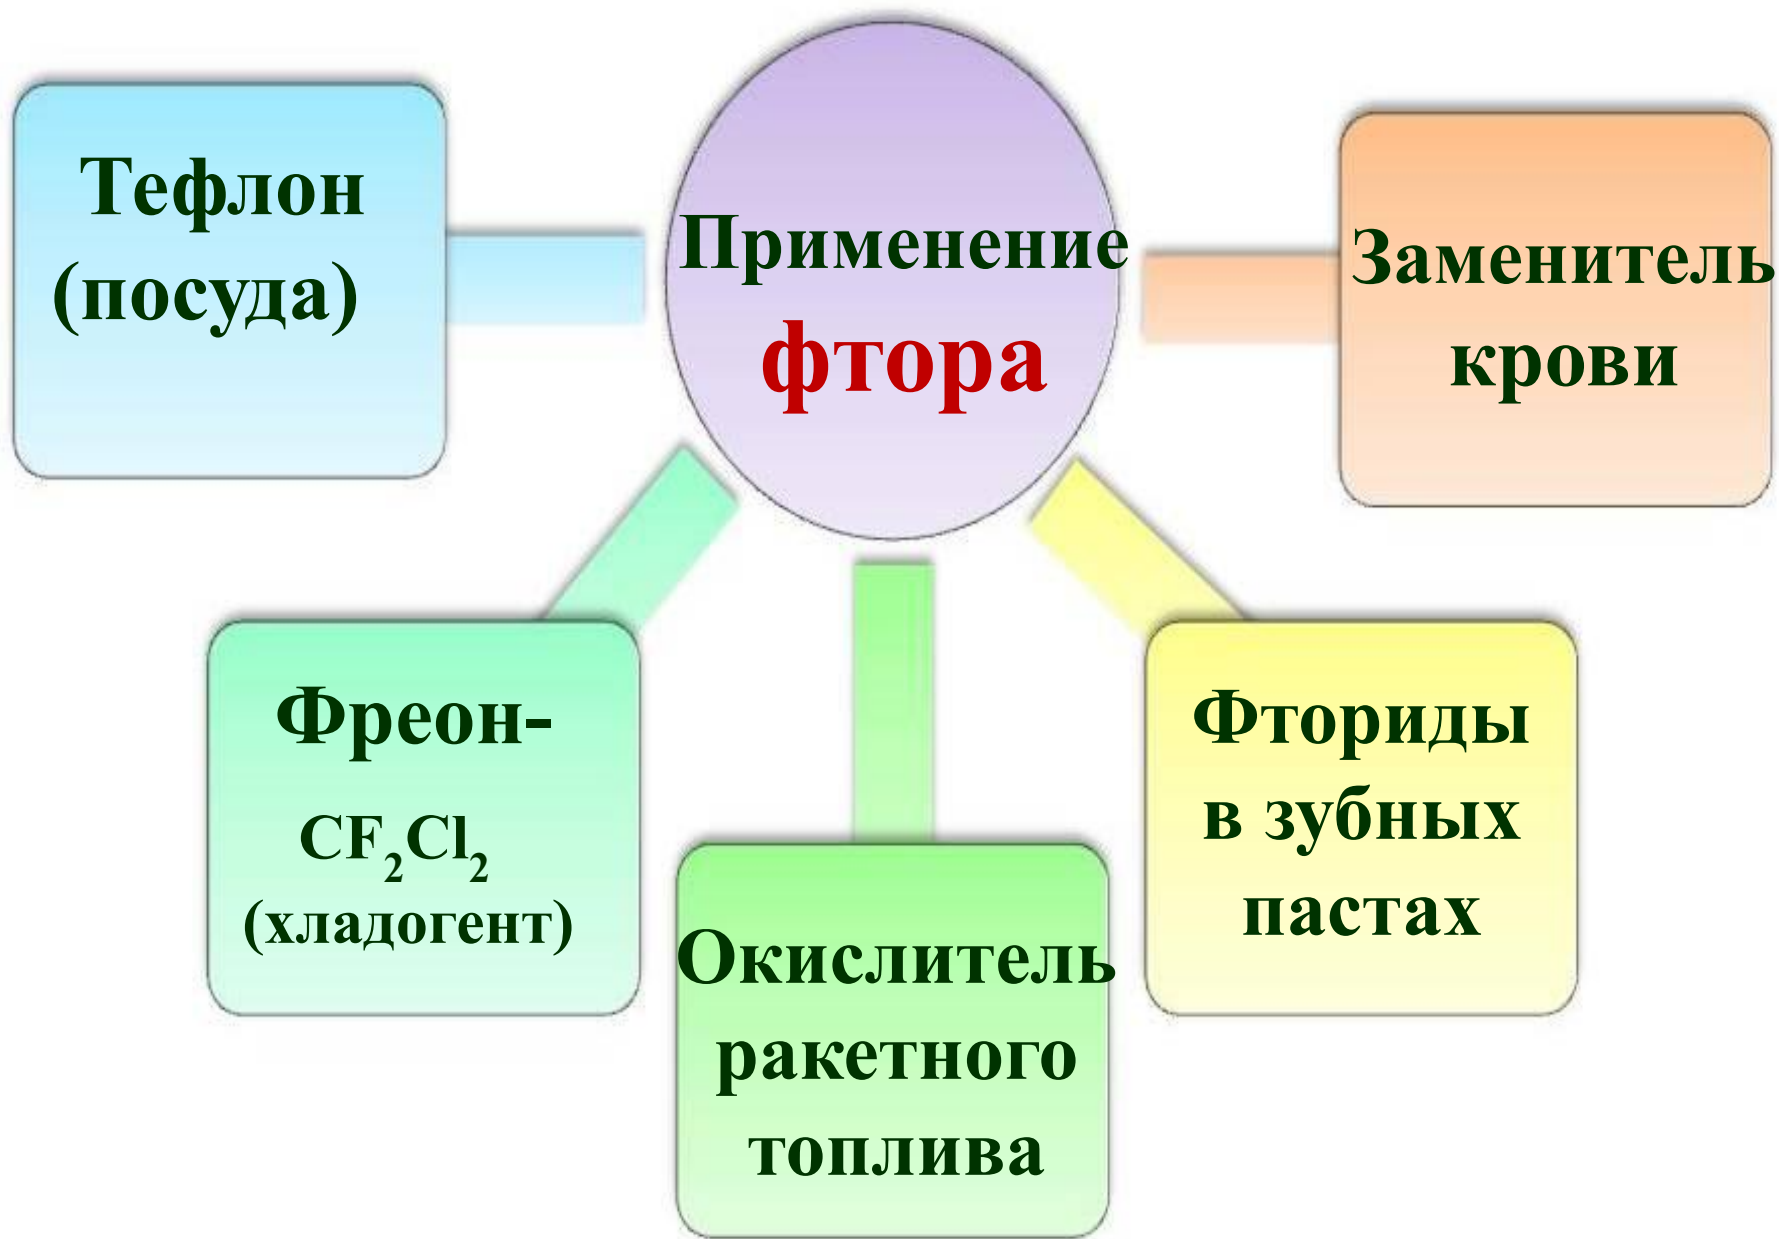 Применение
фтора
Тефлон
(посуда)
Фреон-
CF₂Cl₂
(хладогент)
Окислитель
ракетного
топлива
Фториды
в зубных
пастах
Заменитель
крови